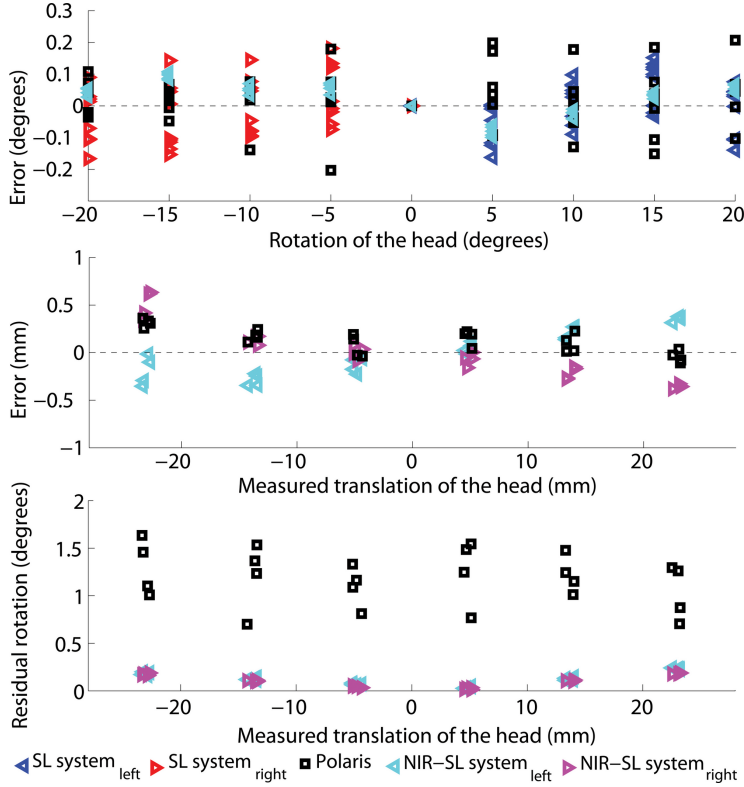 0.3
0.2
0.1
0
−0.1
−0.2
Error (degrees)
−20 −15 −10 −5 0 5 10 15 20
Rotation of the head (degrees)
1
0.5
0
−0.5
−1
Error (mm)
−20 −10 0 10 20
Measured translation of the head (mm)
2
1.5
1
0.5
0
Residual rotation (degrees)
−20 −10 0 10 20
Measured translation of the head (mm)
SL system left SL system right Polaris NIR−SL system left NIR−SL system right